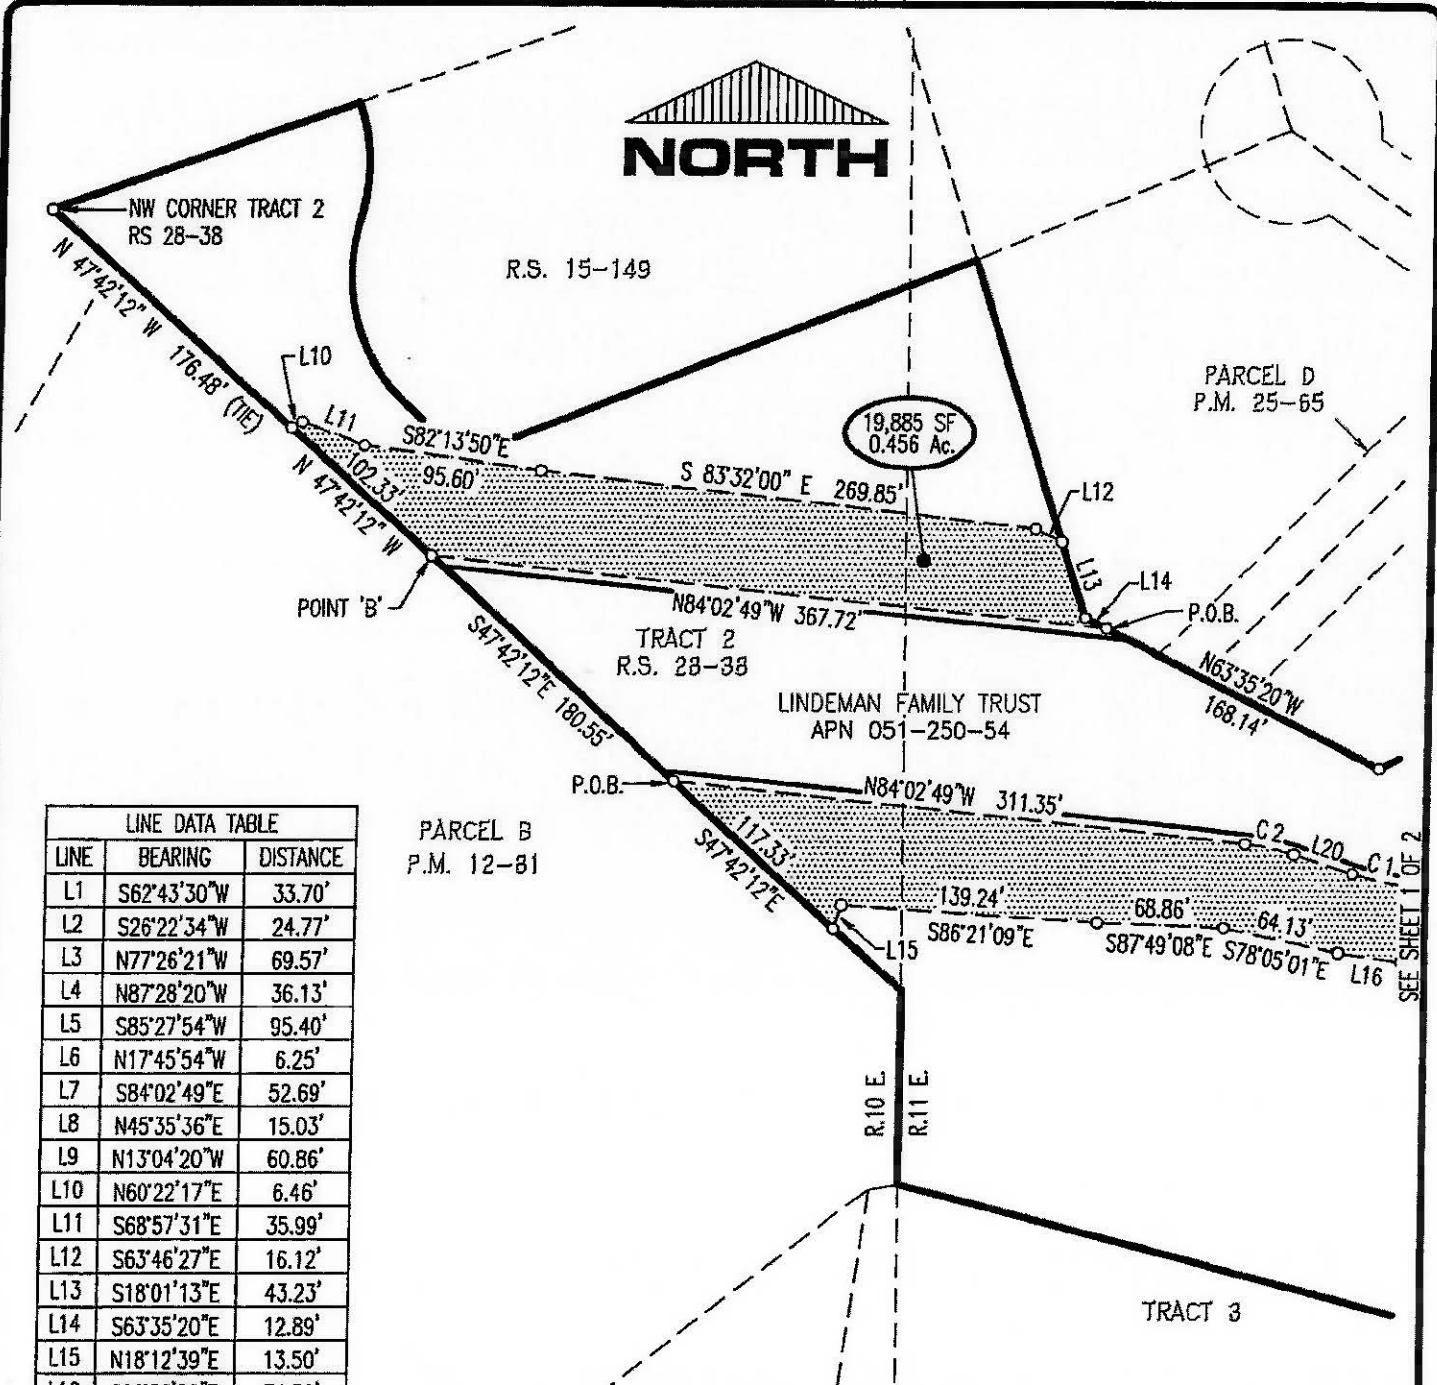 NORTH
NW CORNER TRACT 2
RS 28-38
R.S. 15-149
N 47°42'12" W 176.48' (TIE)
L10
L11
S82°13'50"E
95.60'
102.33'
N 47°42'12" W
19,885 SF
0.456 Ac.
S 83°32'00" E 269.85'
PARCEL D
P.M. 25-65
L12
L13
L14
P.O.B.
POINT 'B'
N84°02'49"W 367.72'
TRACT 2
R.S. 28-38
S47°42'12"E 180.55'
N63°35'20"W
168.14'
LINDEMAN FAMILY TRUST
APN 051-250-54
P.O.B.
N84°02'49"W 311.35'
C 2
L20
C 1
117.33'
S47°42'12"E
139.24'
S86°21'09"E
68.86'
S87°49'08"E
64.13'
S78°05'01"E
L15
L16
SEE SHEET 1 OF 2
PARCEL B
P.M. 12-81
R.10 E.
R.11 E.
TRACT 3
LINE DATA TABLE
LINE BEARING DISTANCE
L1 S62°43'30"W 33.70'
L2 S26°22'34"W 24.77'
L3 N77°26'21"W 69.57'
L4 N87°28'20"W 36.13'
L5 S85°27'54"W 95.40'
L6 N17°45'54"W 6.25'
L7 S84°02'49"E 52.69'
L8 N45°35'36"E 15.03'
L9 N13°04'20"W 60.86'
L10 N60°22'17"E 6.46'
L11 S68°57'31"E 35.99'
L12 S63°46'27"E 16.12'
L13 S18°01'13"E 43.23'
L14 S63°35'20"E 12.89'
L15 N18°12'39"E 13.50'